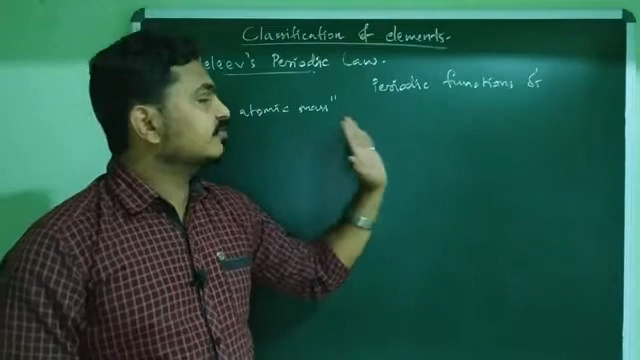 Classification of elements.
eleev's Periodic Law.
Periodic functions of
atomic mass"